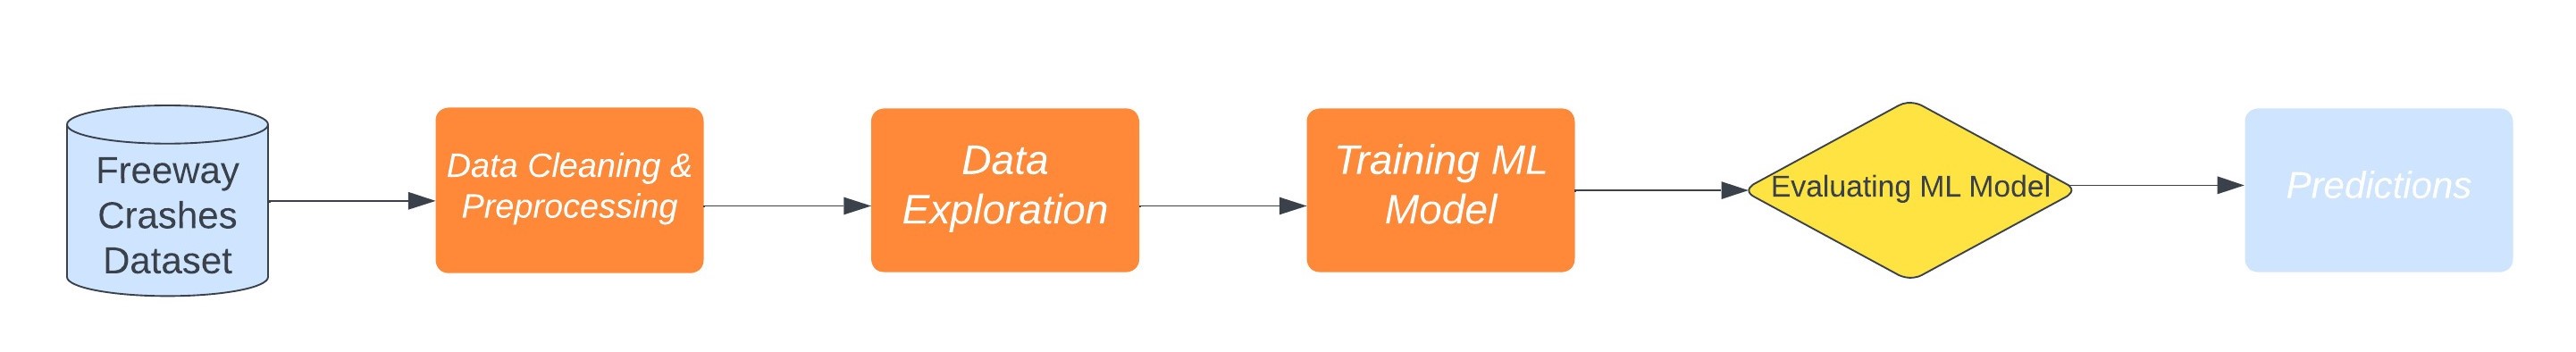 Freeway
Crashes
Dataset
Data Cleaning &
Preprocessing
Data
Exploration
Training ML
Model
Evaluating ML Model
Predictions